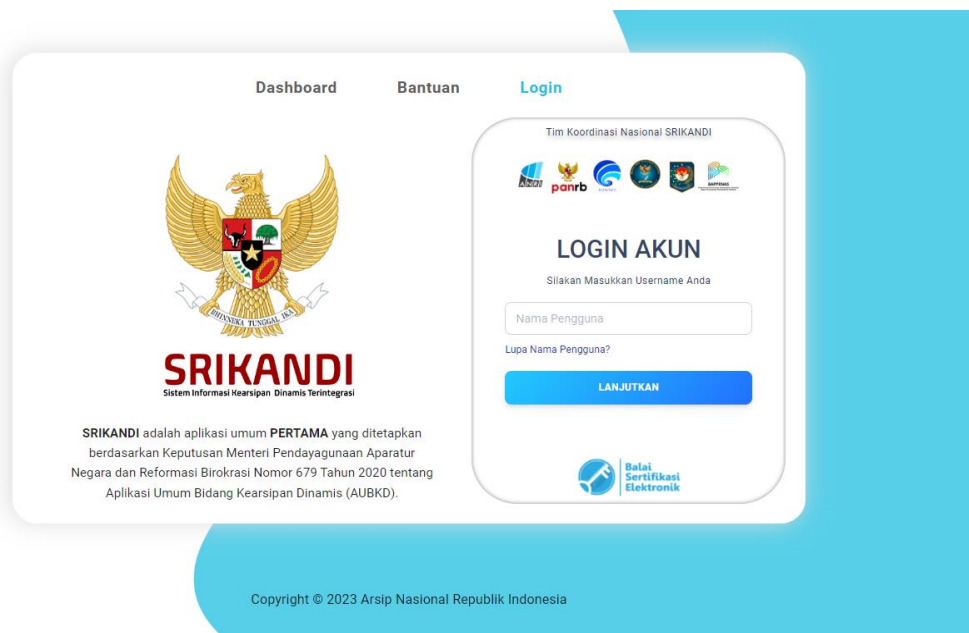 Dashboard Bantuan Login
Tim Koordinasi Nasional SRIKANDI
ANRI panrb KOMINFO BAPPENAS
BHINNEKA TUNGGAL IKA
SRIKANDI
Sistem Informasi Kearsipan Dinamis Terintegrasi
SRIKANDI adalah aplikasi umum PERTAMA yang ditetapkan
berdasarkan Keputusan Menteri Pendayagunaan Aparatur
Negara dan Reformasi Birokrasi Nomor 679 Tahun 2020 tentang
Aplikasi Umum Bidang Kearsipan Dinamis (AUBKD).
LOGIN AKUN
Silakan Masukkan Username Anda
Nama Pengguna
Lupa Nama Pengguna?
LANJUTKAN
Balai
Sertifikasi
Elektronik
Copyright © 2023 Arsip Nasional Republik Indonesia